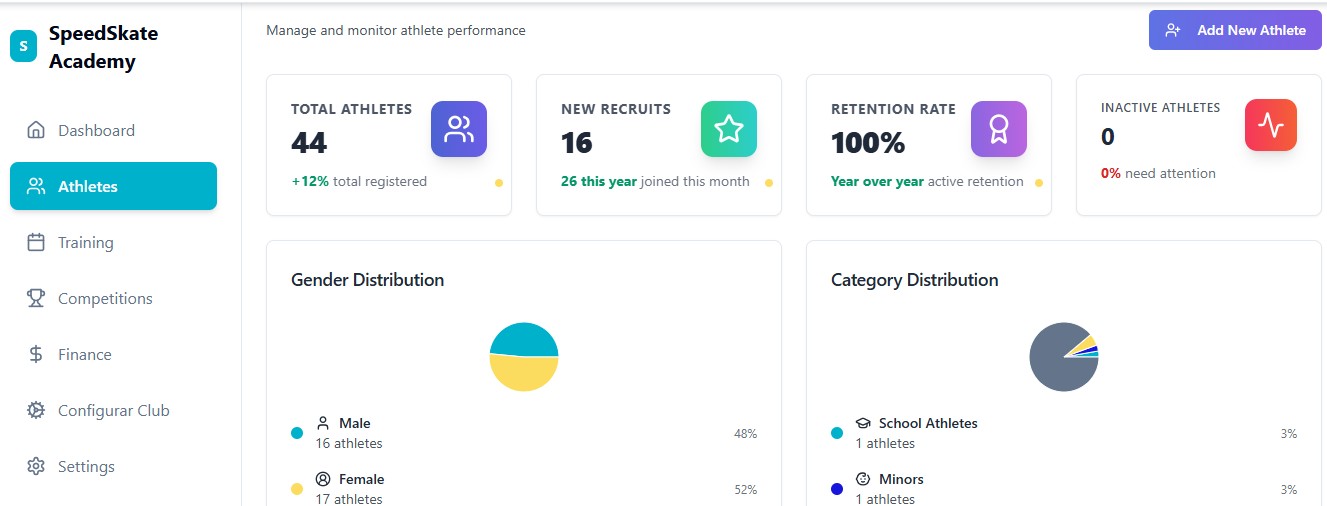 S
SpeedSkate
Academy
Dashboard
Athletes
Training
Competitions
Finance
Configurar Club
Settings
Manage and monitor athlete performance
Add New Athlete
TOTAL ATHLETES
44
+12% total registered
NEW RECRUITS
16
26 this year joined this month
RETENTION RATE
100%
Year over year active retention
INACTIVE ATHLETES
0
0% need attention
Gender Distribution
Male
16 athletes
48%
Female
17 athletes
52%
Category Distribution
School Athletes
1 athletes
3%
Minors
1 athletes
3%